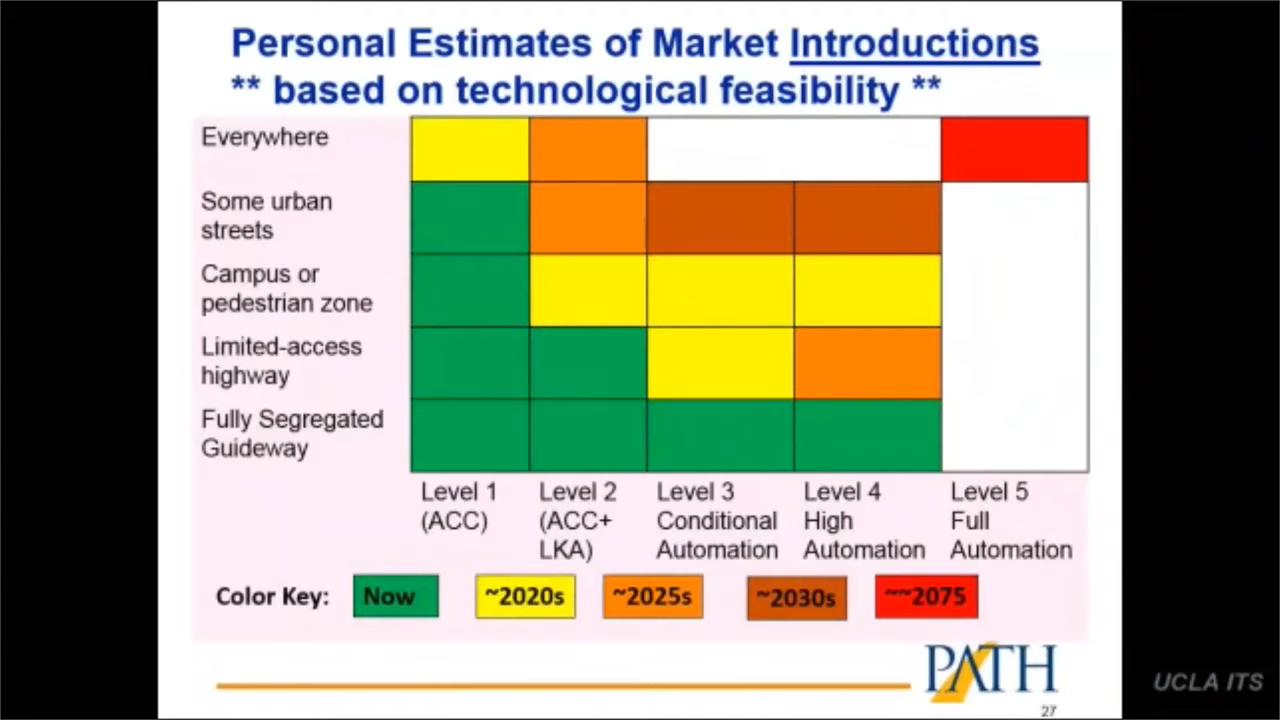 Personal Estimates of Market Introductions
** based on technological feasibility **
Everywhere
Some urban
streets
Campus or
pedestrian zone
Limited-access
highway
Fully Segregated
Guideway
Level 1
(ACC)
Level 2
(ACC+
LKA)
Level 3
Conditional
Automation
Level 4
High
Automation
Level 5
Full
Automation
Color Key:
Now
~2020s
~2025s
~2030s
~~2075
PATH
27
UCLA ITS